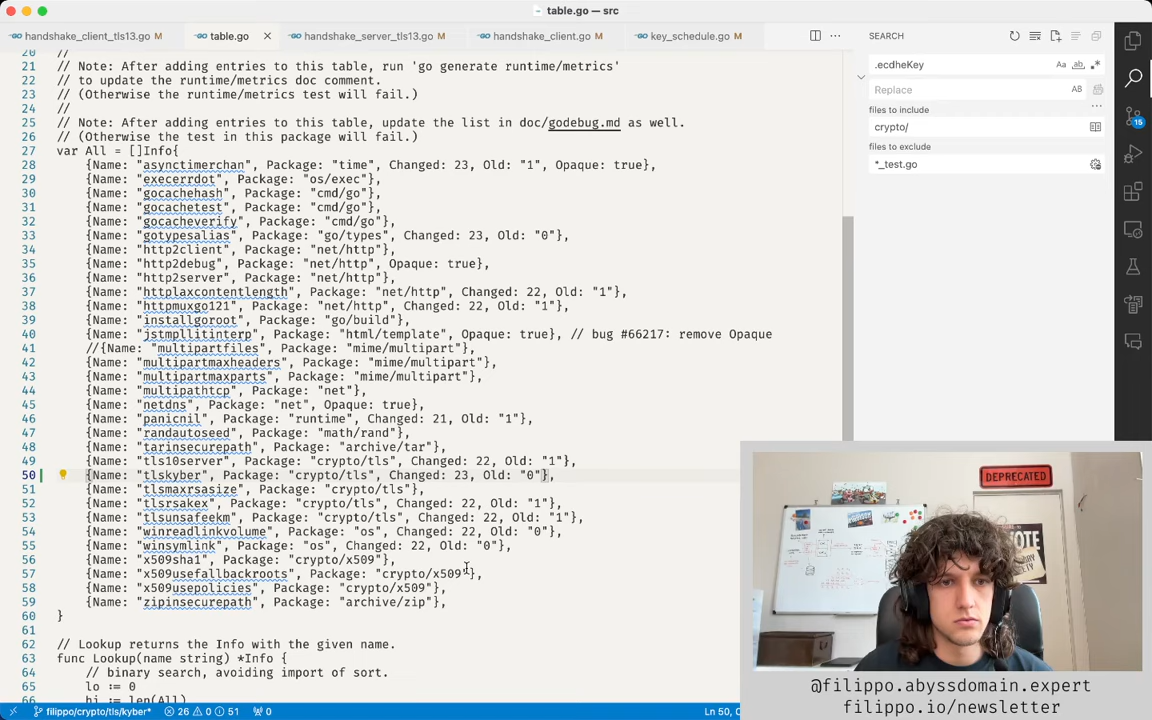 table.go — src
handshake_client_tls13.go M
table.go
handshake_server_tls13.go M
handshake_client.go M
key_schedule.go M
20 //
21 // Note: After adding entries to this table, run 'go generate runtime/metrics'
22 // to update the runtime/metrics doc comment.
23 // (Otherwise the runtime/metrics test will fail.)
24 //
25 // Note: After adding entries to this table, update the list in doc/godebug.md as well.
26 // (Otherwise the test in this package will fail.)
27 var All = []Info{
28 {Name: "asynctimerchan", Package: "time", Changed: 23, Old: "1", Opaque: true},
29 {Name: "execerrdot", Package: "os/exec"},
30 {Name: "gocachehash", Package: "cmd/go"},
31 {Name: "gocachetest", Package: "cmd/go"},
32 {Name: "gocacheverify", Package: "cmd/go"},
33 {Name: "gotypesalias", Package: "go/types", Changed: 23, Old: "0"},
34 {Name: "http2client", Package: "net/http"},
35 {Name: "http2debug", Package: "net/http", Opaque: true},
36 {Name: "http2server", Package: "net/http"},
37 {Name: "httplaxcontentlength", Package: "net/http", Changed: 22, Old: "1"},
38 {Name: "httpmuxgo121", Package: "net/http", Changed: 22, Old: "1"},
39 {Name: "installgoroot", Package: "go/build"},
40 {Name: "jstmpllitinterp", Package: "html/template", Opaque: true}, // bug #66217: remove Opaque
41 //{Name: "multipartfiles", Package: "mime/multipart"},
42 {Name: "multipartmaxheaders", Package: "mime/multipart"},
43 {Name: "multipartmaxparts", Package: "mime/multipart"},
44 {Name: "multipathtcp", Package: "net"},
45 {Name: "netdns", Package: "net", Opaque: true},
46 {Name: "panicnil", Package: "runtime", Changed: 21, Old: "1"},
47 {Name: "randautoseed", Package: "math/rand"},
48 {Name: "tarinsecurepath", Package: "archive/tar"},
49 {Name: "tls10server", Package: "crypto/tls", Changed: 22, Old: "1"},
50 {Name: "tlskyber", Package: "crypto/tls", Changed: 23, Old: "0"},
51 {Name: "tlsmaxrsasize", Package: "crypto/tls"},
52 {Name: "tlsrsakex", Package: "crypto/tls", Changed: 22, Old: "1"},
53 {Name: "tlsunsafeekm", Package: "crypto/tls", Changed: 22, Old: "1"},
54 {Name: "winreadlinkvolume", Package: "os", Changed: 22, Old: "0"},
55 {Name: "winsymlink", Package: "os", Changed: 22, Old: "0"},
56 {Name: "x509sha1", Package: "crypto/x509"},
57 {Name: "x509usefallbackroots", Package: "crypto/x509"},
58 {Name: "x509usepolicies", Package: "crypto/x509"},
59 {Name: "zipinsecurepath", Package: "archive/zip"},
60 }
61
62 // Lookup returns the Info with the given name.
63 func Lookup(name string) *Info {
64 // binary search, avoiding import of sort.
65 lo := 0
66 hi := len(All)
SEARCH
.ecdheKey
Aa ab
Replace
AB
files to include
crypto/
files to exclude
*_test.go
15
DEPRECATED
@filippo.abyssdomain.expert
filippo.io/newsletter
filippo/crypto/tls/kyber* 26 0 51 0
Ln 50, C